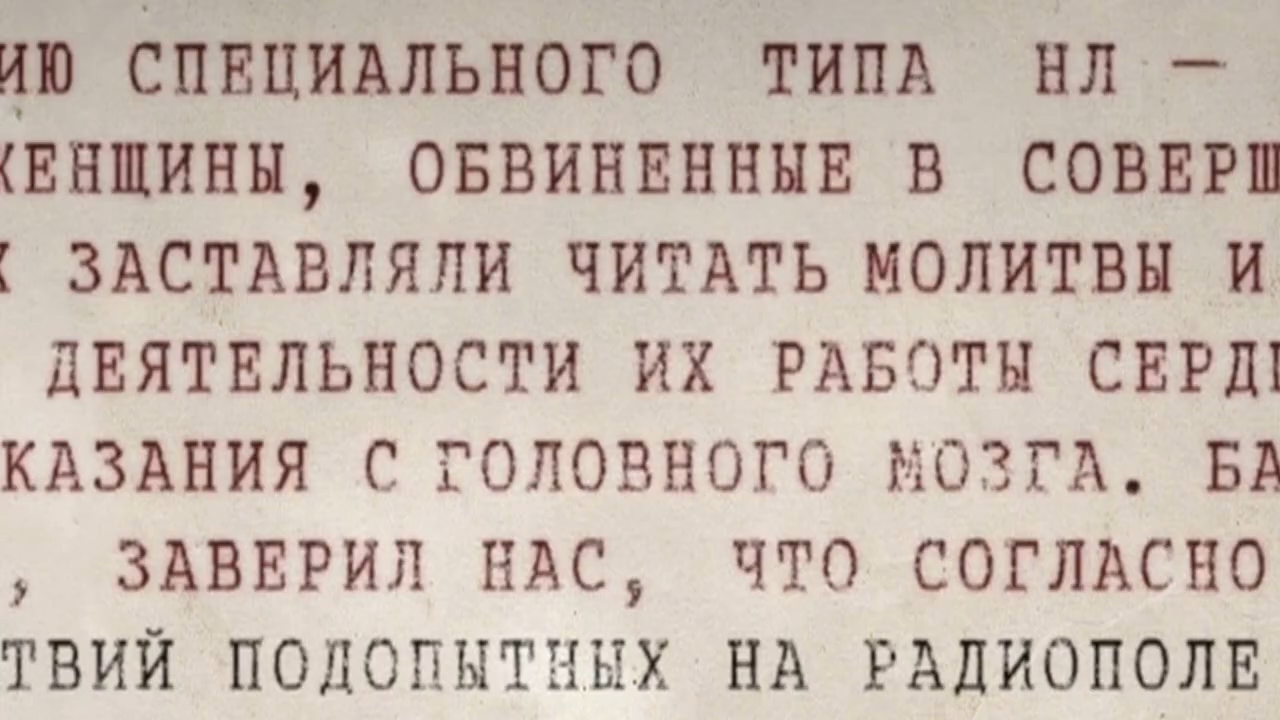 ИЮ СПЕЦИАЛЬНОГО ТИПА НЛ —
ЖЕНЩИНЫ, ОБВИНЕННЫЕ В СОВЕРШ
Х ЗАСТАВЛЯЛИ ЧИТАТЬ МОЛИТВЫ И
ДЕЯТЕЛЬНОСТИ ИХ РАБОТЫ СЕРД
КАЗАНИЯ С ГОЛОВНОГО МОЗГА. БА
, ЗАВЕРИЛ НАС, ЧТО СОГЛАСНО
ТВИЙ ПОДОПЫТНЫХ НА РАДИОПОЛЕ